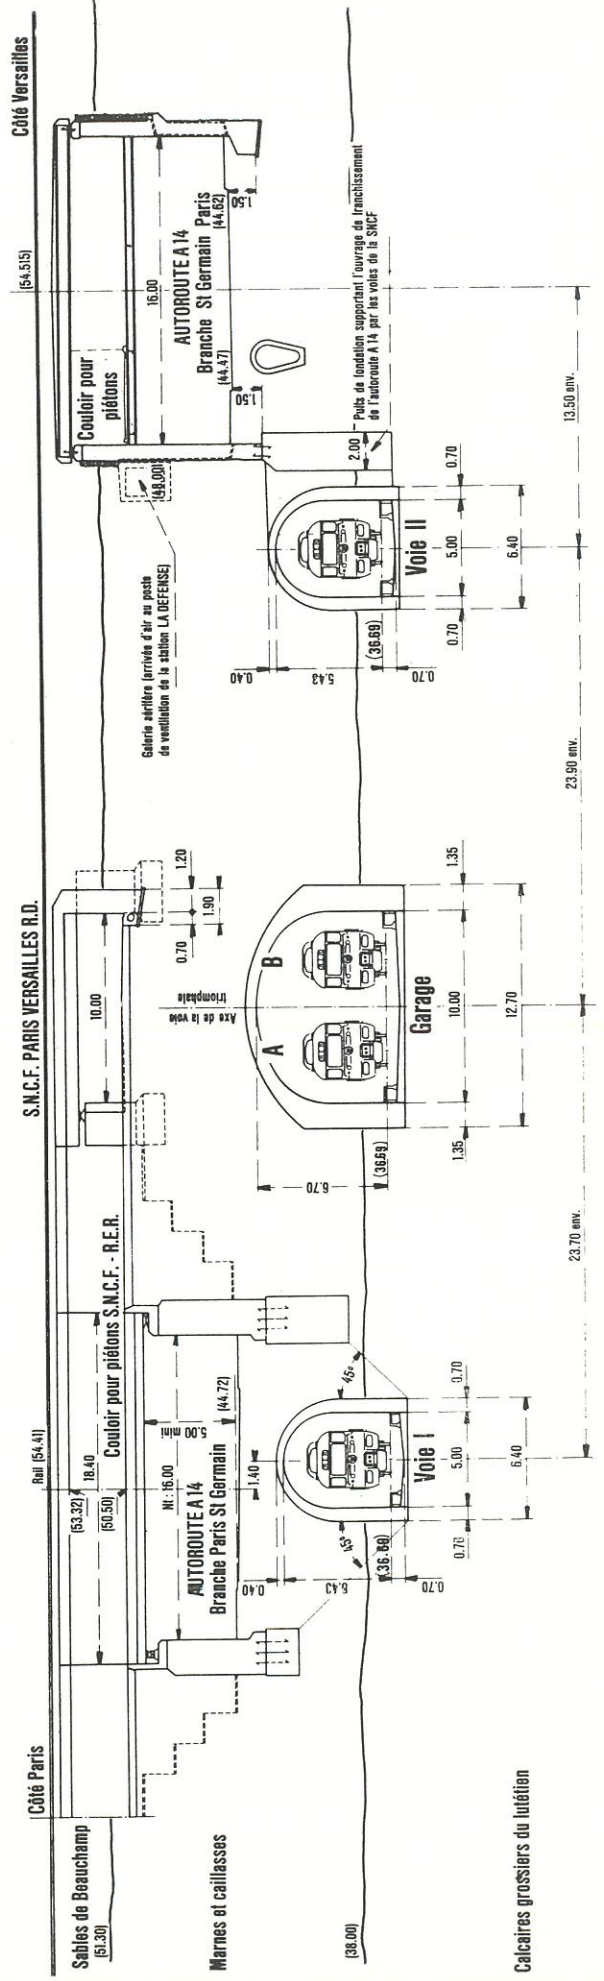 Côté Paris
S.N.C.F. PARIS VERSAILLES R.D.
Côté Versailles
Rail (54.41)
(54.515)
Sables de Beauchamp
(51.30)
(53.32)
18.40
(50.50)
Couloir pour piétons S.N.C.F. - R.E.R.
10.00
Couloir pour
piétons
16.00
0.70
1.20
1.90
(48.00)
Galerie aérifère (arrivée d'air au poste
de ventilation de la station LA DEFENSE)
Nt : 16.00
5.00 mini
AUTOROUTE A14
Branche Paris St Germain
(44.72)
1.40
AUTOROUTE A14
Branche St Germain Paris
(44.47)
(44.62)
1.50
1.50
Marnes et caillasses
Axe de la voie
triomphale
Puits de fondation supportant l'ouvrage de franchissement
de l'autoroute A 14 par les voies de la SNCF
2.00
(38.00)
45°
45°
0.40
5.43
0.70
(36.69)
Voie I
0.70
5.00
0.70
6.40
6.70
(36.69)
A
B
Garage
1.35
10.00
1.35
12.70
0.40
5.43
0.70
(36.69)
Voie II
0.70
5.00
0.70
6.40
23.70 env.
23.90 env.
13.50 env.
Calcaires grossiers du lutétien